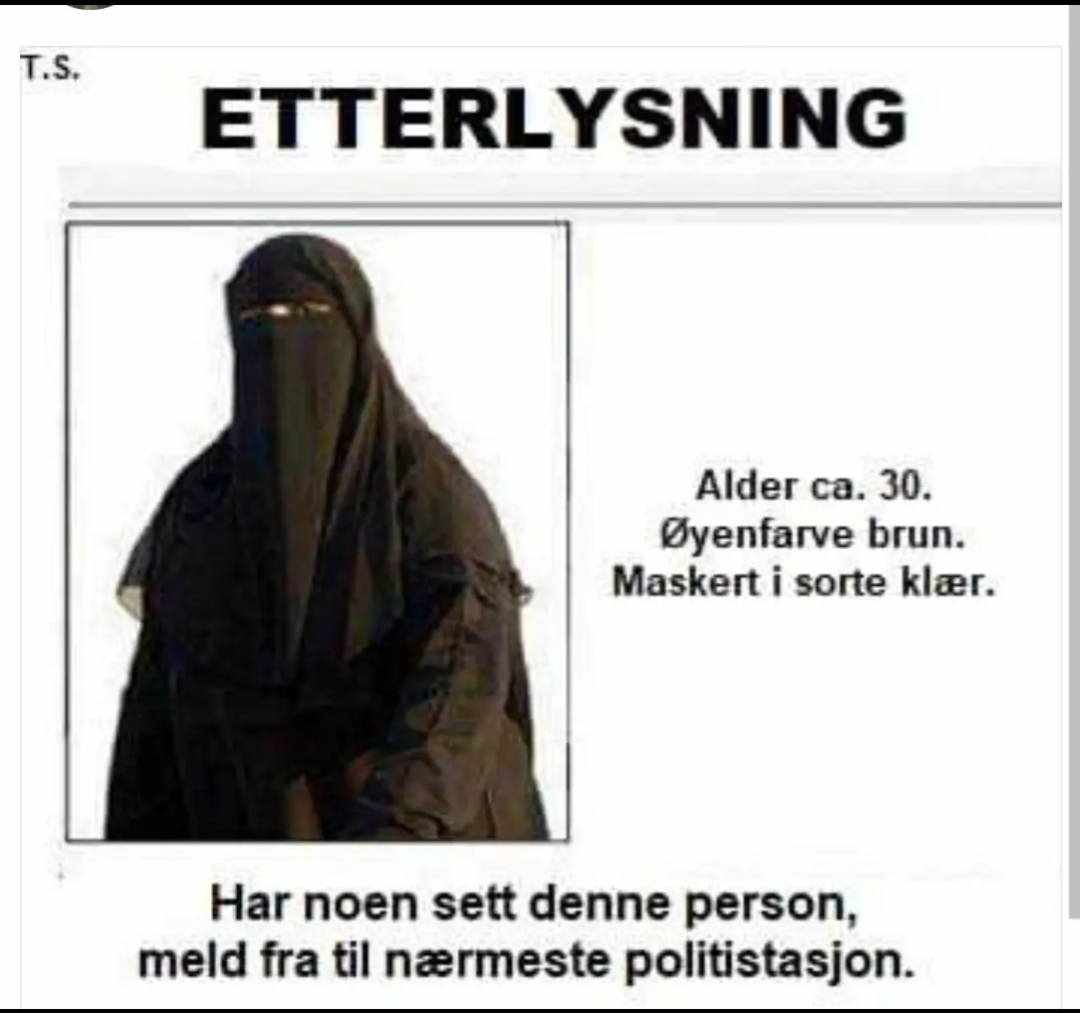 T.S.
ETTERLYSNING
Alder ca. 30.
Øyenfarve brun.
Maskert i sorte klær.
Har noen sett denne person,
meld fra til nærmeste politistasjon.